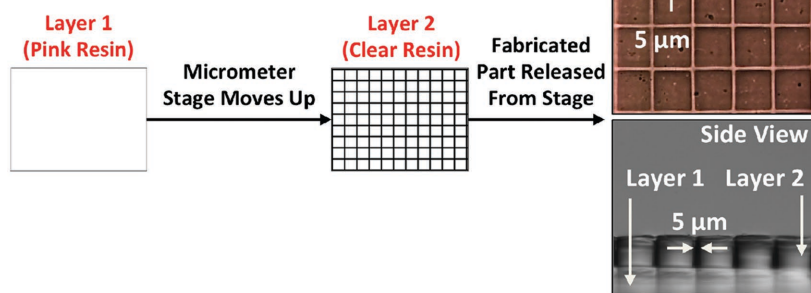 Layer 1
(Pink Resin)
Micrometer
Stage Moves Up
Layer 2
(Clear Resin)
Fabricated
Part Released
From Stage
5 μm
Side View
Layer 1 Layer 2
5 μm